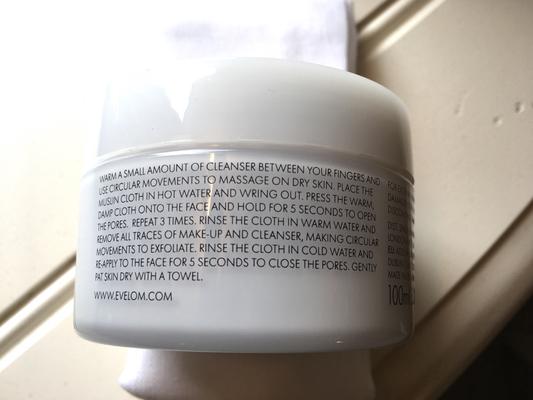 WARM A SMALL AMOUNT OF CLEANSER BETWEEN YOUR FINGERS AND
USE CIRCULAR MOVEMENTS TO MASSAGE ON DRY SKIN. PLACE THE
MUSLIN CLOTH IN HOT WATER AND WRING OUT. PRESS THE WARM,
DAMP CLOTH ONTO THE FACE AND HOLD FOR 5 SECONDS TO OPEN
THE PORES. REPEAT 3 TIMES. RINSE THE CLOTH IN WARM WATER AND
REMOVE ALL TRACES OF MAKE-UP AND CLEANSER, MAKING CIRCULAR
MOVEMENTS TO EXFOLIATE. RINSE THE CLOTH IN COLD WATER AND
RE-APPLY TO THE FACE FOR 5 SECONDS TO CLOSE THE PORES. GENTLY
PAT SKIN DRY WITH A TOWEL.
WWW.EVELOM.COM
FOR
LONDON
DUBLIN
MADE
100m